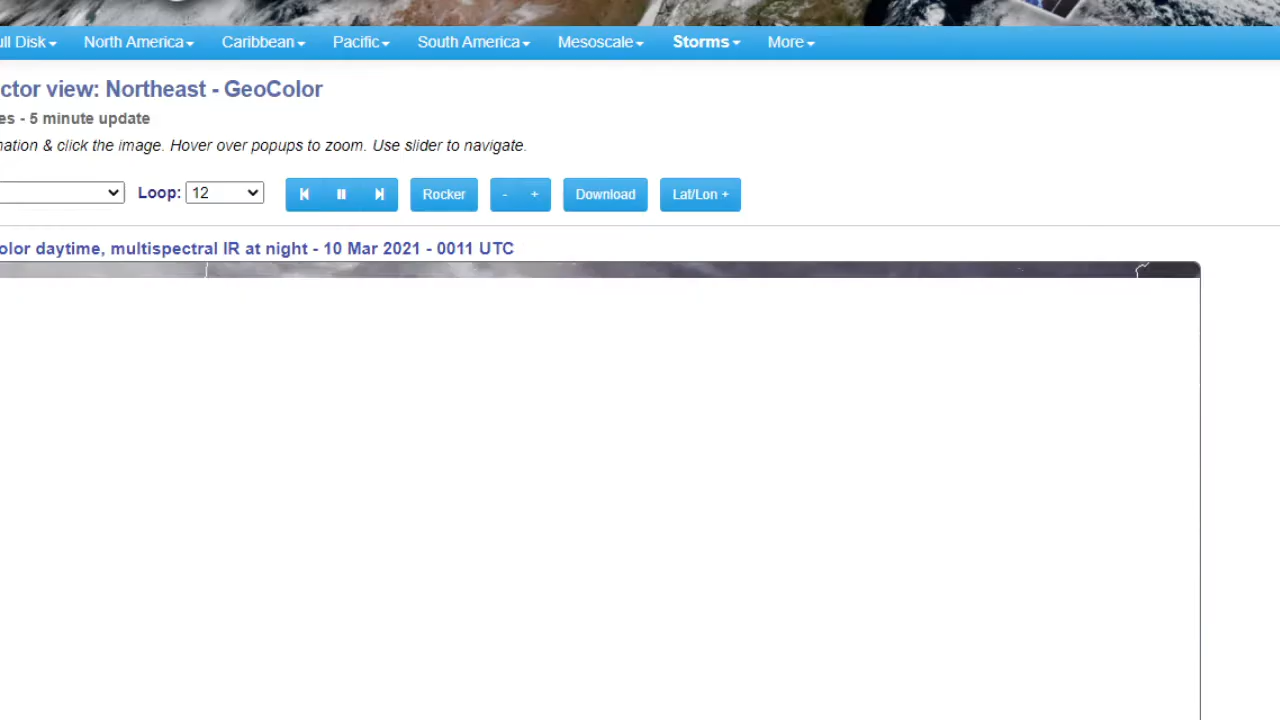 ull Disk North America Caribbean Pacific South America Mesoscale Storms More
ctor view: Northeast - GeoColor
es - 5 minute update
nation & click the image. Hover over popups to zoom. Use slider to navigate.
Loop: 12 Rocker - + Download Lat/Lon +
olor daytime, multispectral IR at night - 10 Mar 2021 - 0011 UTC